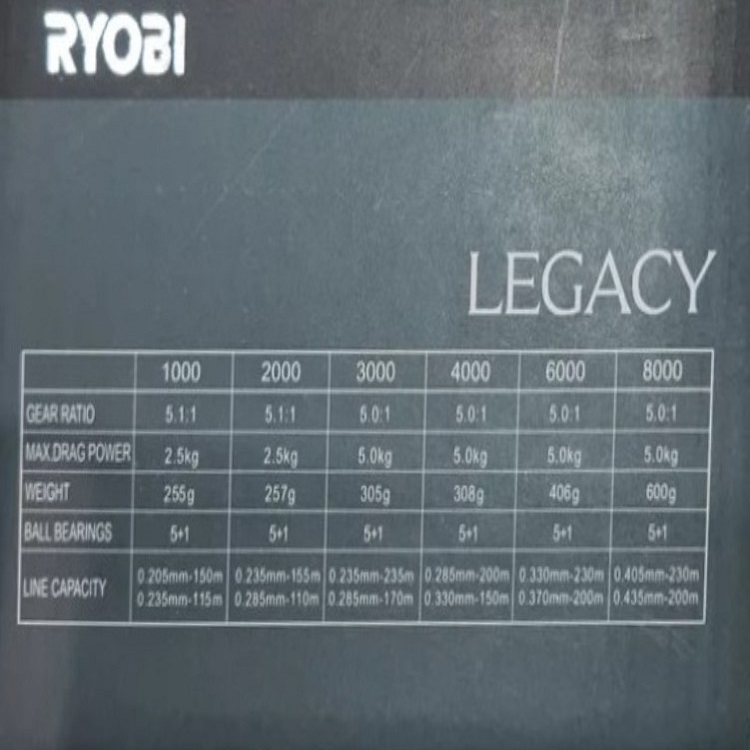 RYOBI
LEGACY
1000 2000 3000 4000 6000 8000
GEAR RATIO 5.1:1 5.1:1 5.0:1 5.0:1 5.0:1 5.0:1
MAX.DRAG POWER 2.5kg 2.5kg 5.0kg 5.0kg 5.0kg 5.0kg
WEIGHT 255g 257g 305g 308g 406g 600g
BALL BEARINGS 5+1 5+1 5+1 5+1 5+1 5+1
LINE CAPACITY 0.205mm-150m 0.235mm-155m 0.235mm-235m 0.285mm-200m 0.330mm-230m 0.405mm-230m
0.235mm-115m 0.285mm-110m 0.285mm-170m 0.330mm-150m 0.370mm-200m 0.435mm-200m